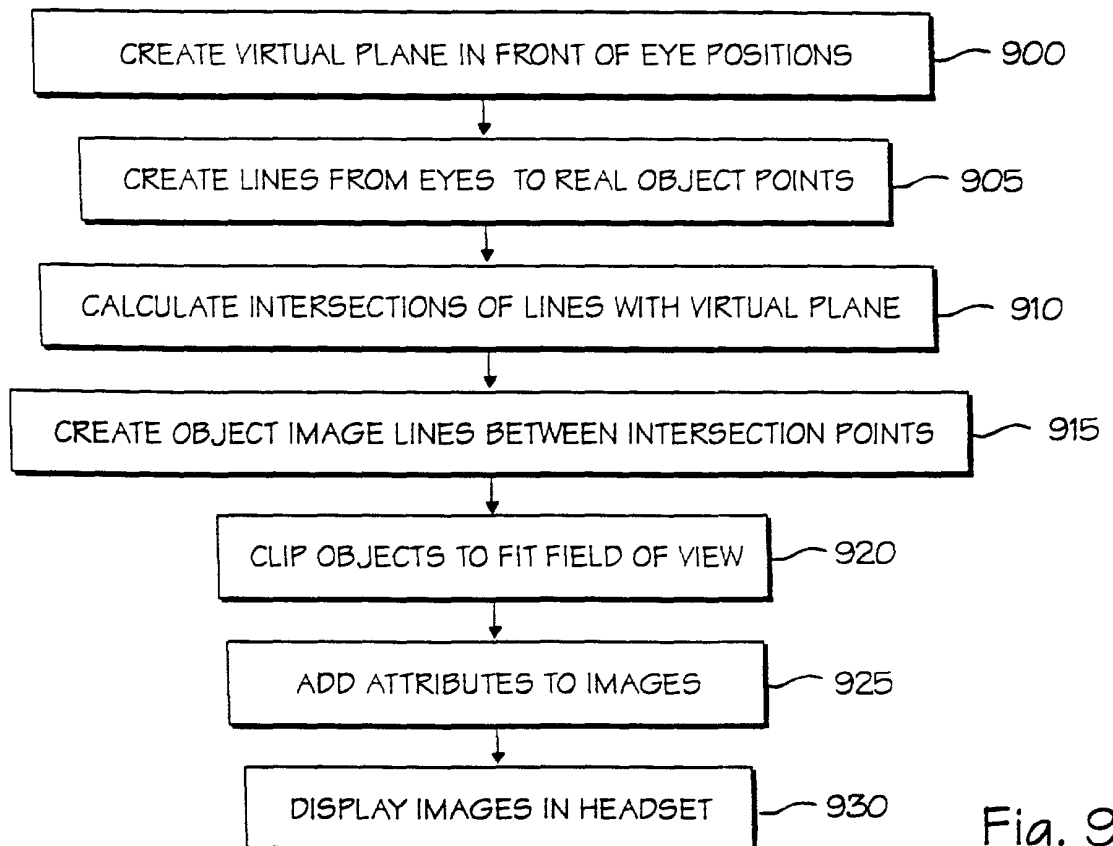 CREATE VIRTUAL PLANE IN FRONT OF EYE POSITIONS 900
CREATE LINES FROM EYES TO REAL OBJECT POINTS 905
CALCULATE INTERSECTIONS OF LINES WITH VIRTUAL PLANE 910
CREATE OBJECT IMAGE LINES BETWEEN INTERSECTION POINTS 915
CLIP OBJECTS TO FIT FIELD OF VIEW 920
ADD ATTRIBUTES TO IMAGES 925
DISPLAY IMAGES IN HEADSET 930
Fig. 9